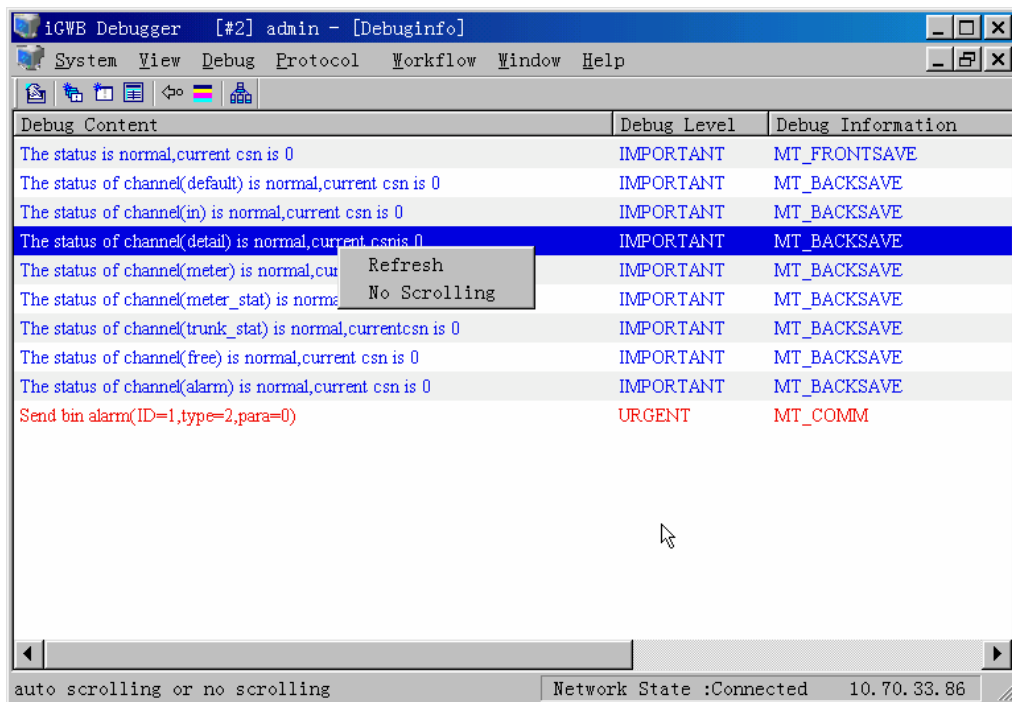 iGWB Debugger [#2] admin - [Debuginfo]
System View Debug Protocol Workflow Window Help
Debug Content Debug Level Debug Information
The status is normal,current csn is 0 IMPORTANT MT_FRONTSAVE
The status of channel(default) is normal,current csn is 0 IMPORTANT MT_BACKSAVE
The status of channel(in) is normal,current csn is 0 IMPORTANT MT_BACKSAVE
The status of channel(detail) is normal,current csnis 0 IMPORTANT MT_BACKSAVE
The status of channel(meter) is normal,cur IMPORTANT MT_BACKSAVE
Refresh
The status of channel(meter_stat) is norma IMPORTANT MT_BACKSAVE
No Scrolling
The status of channel(trunk_stat) is normal,currentcsn is 0 IMPORTANT MT_BACKSAVE
The status of channel(free) is normal,current csn is 0 IMPORTANT MT_BACKSAVE
The status of channel(alarm) is normal,current csn is 0 IMPORTANT MT_BACKSAVE
Send bin alarm(ID=1,type=2,para=0) URGENT MT_COMM
auto scrolling or no scrolling Network State :Connected 10.70.33.86